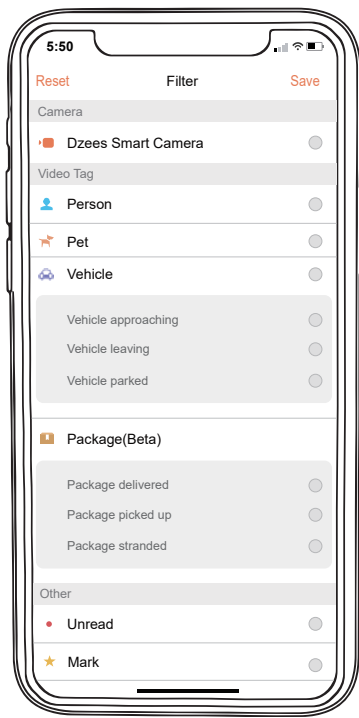 5:50
Reset Filter Save
Camera
Dzees Smart Camera
Video Tag
Person
Pet
Vehicle
Vehicle approaching
Vehicle leaving
Vehicle parked
Package(Beta)
Package delivered
Package picked up
Package stranded
Other
Unread
Mark